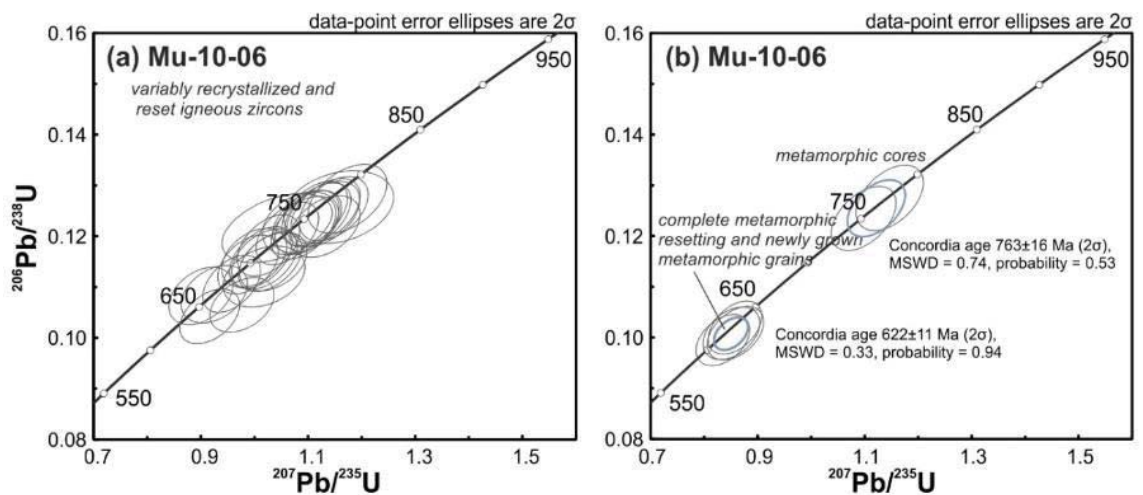 data-point error ellipses are 2σ
(a) Mu-10-06
variably recrystallized and
reset igneous zircons
950
850
750
650
550
0.16
0.14
0.12
0.10
0.08
0.7
0.9
1.1
1.3
1.5
²⁰⁶Pb/²³⁸U
²⁰⁷Pb/²³⁵U
data-point error ellipses are 2σ
(b) Mu-10-06
950
850
metamorphic cores
750
complete metamorphic
resetting and newly grown
metamorphic grains
Concordia age 763±16 Ma (2σ),
MSWD = 0.74, probability = 0.53
650
Concordia age 622±11 Ma (2σ),
MSWD = 0.33, probability = 0.94
550
0.16
0.14
0.12
0.10
0.08
0.7
0.9
1.1
1.3
1.5
²⁰⁷Pb/²³⁵U